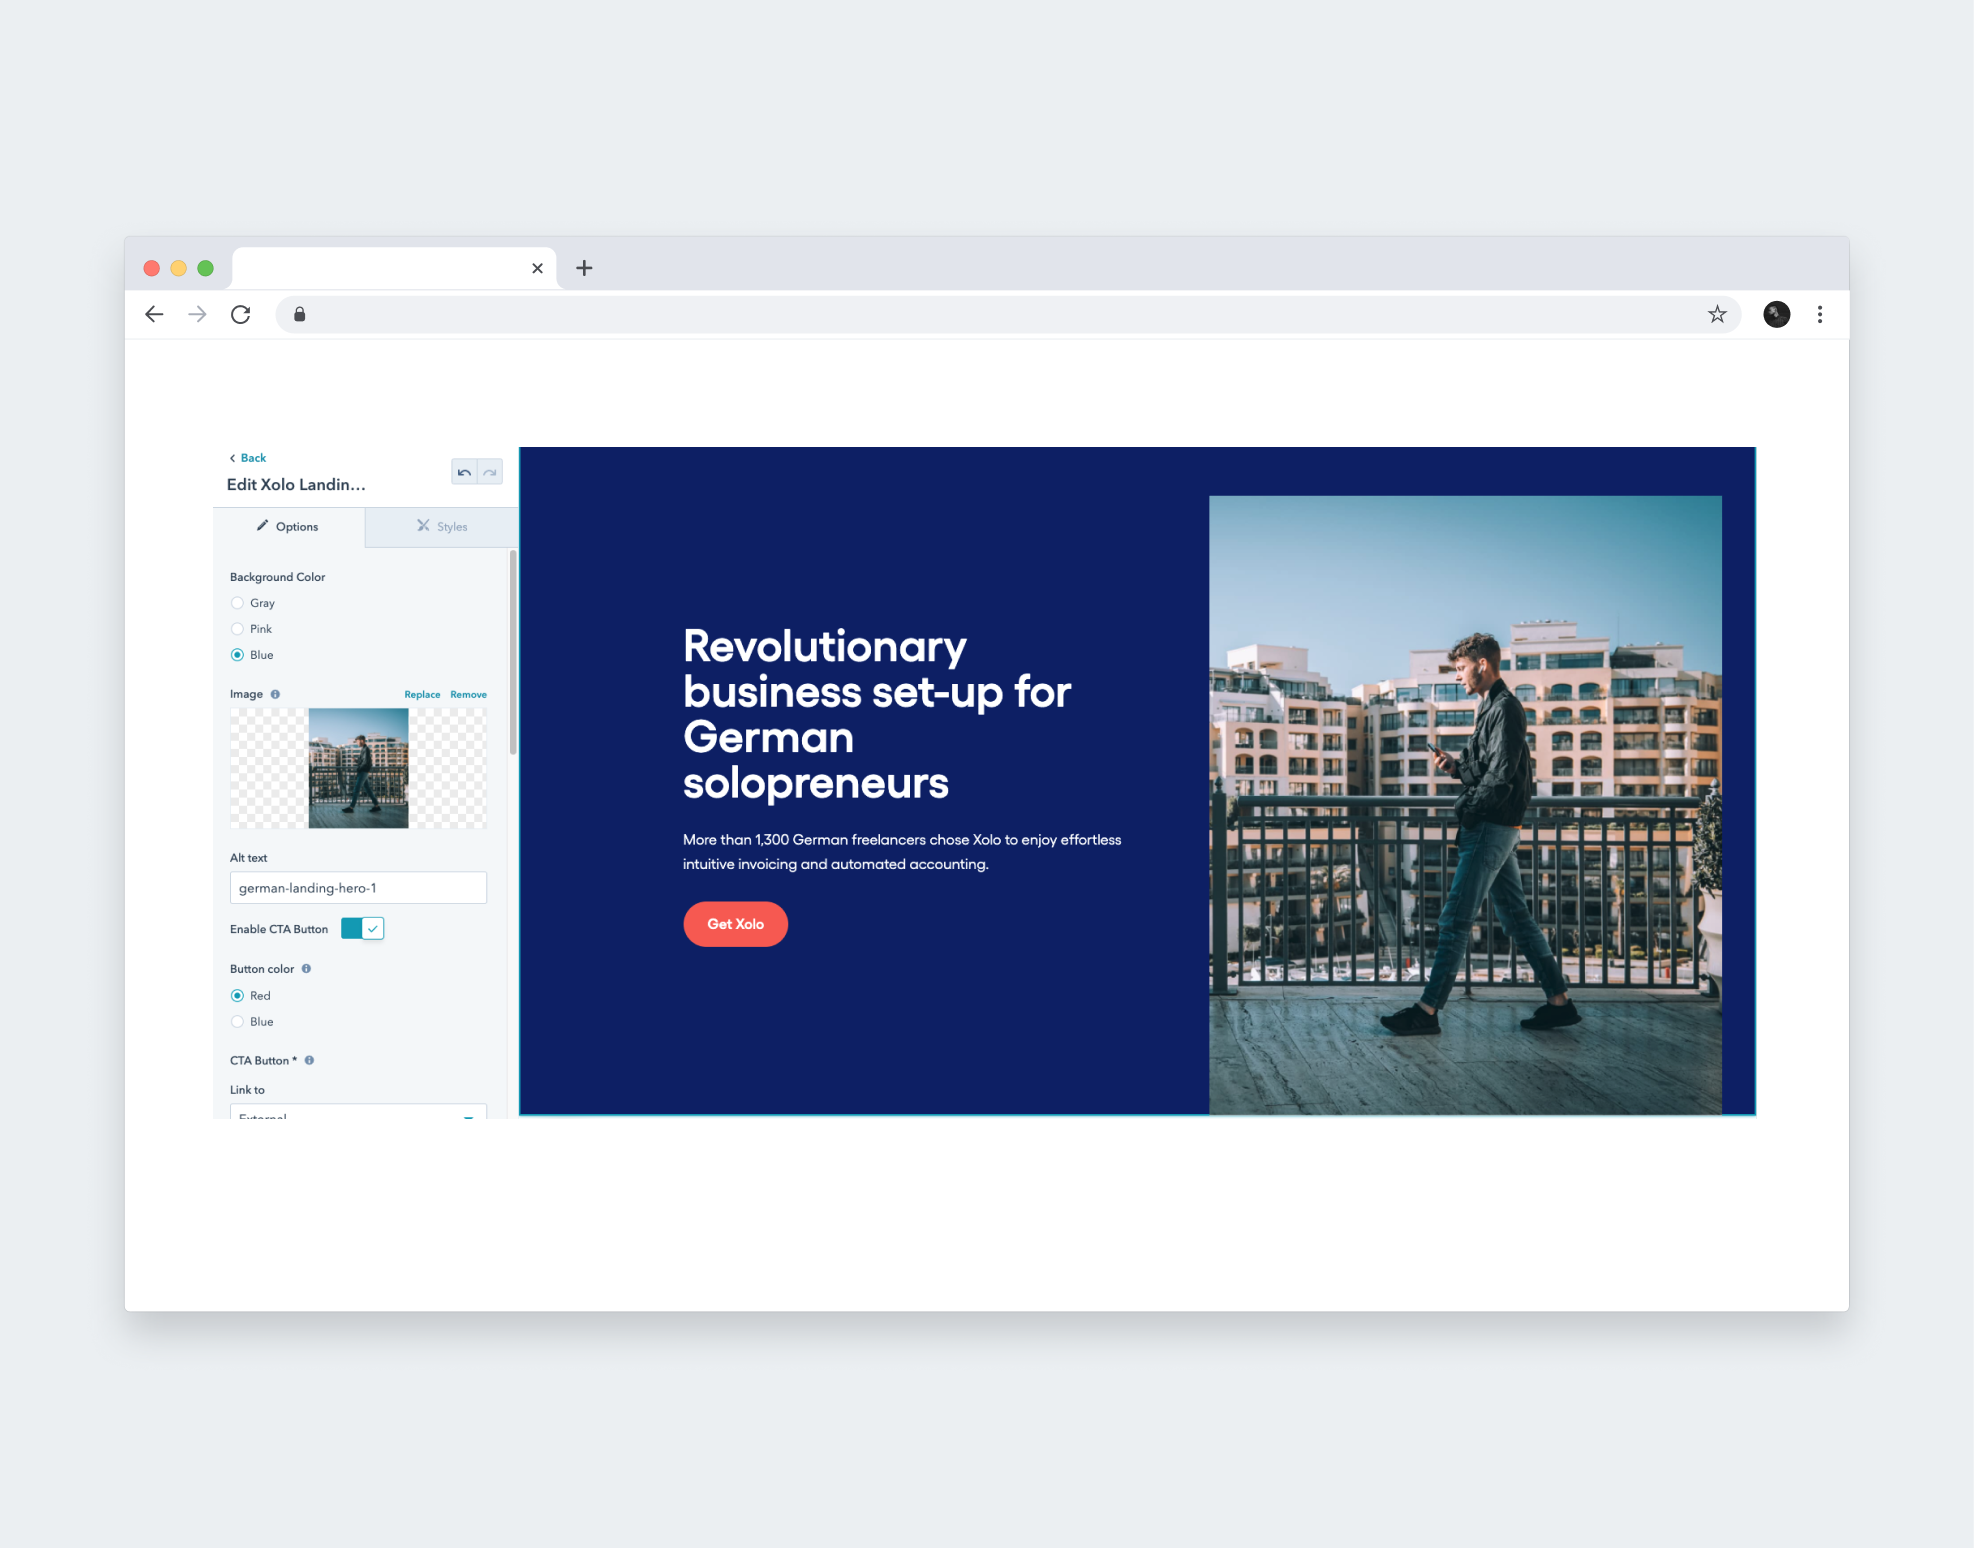 Back
Edit Xolo Landin...
Options
Styles
Background Color
Gray
Pink
Blue
Image
Replace Remove
Alt text
german-landing-hero-1
Enable CTA Button
Button color
Red
Blue
CTA Button *
Link to
External
Revolutionary
business set-up for
German
solopreneurs
More than 1,300 German freelancers chose Xolo to enjoy effortless
intuitive invoicing and automated accounting.
Get Xolo